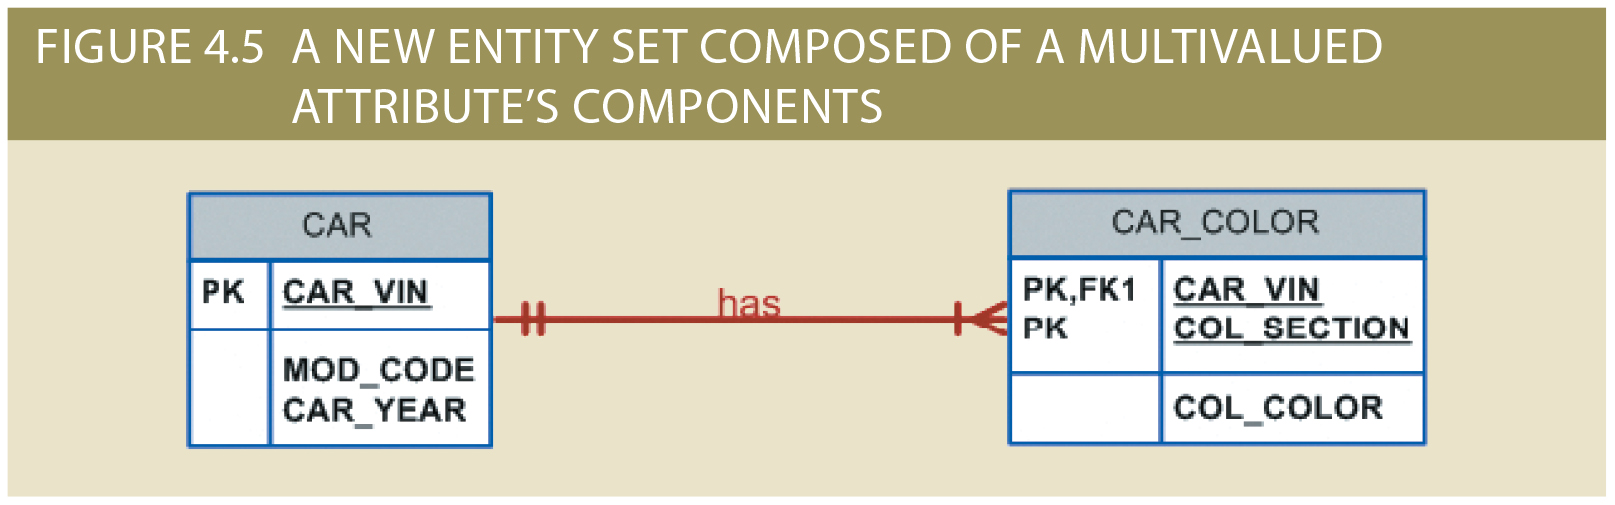 FIGURE 4.5 A NEW ENTITY SET COMPOSED OF A MULTIVALUED
ATTRIBUTE’S COMPONENTS
CAR
PK CAR_VIN
MOD_CODE
CAR_YEAR
has
CAR_COLOR
PK,FK1 CAR_VIN
PK COL_SECTION
COL_COLOR